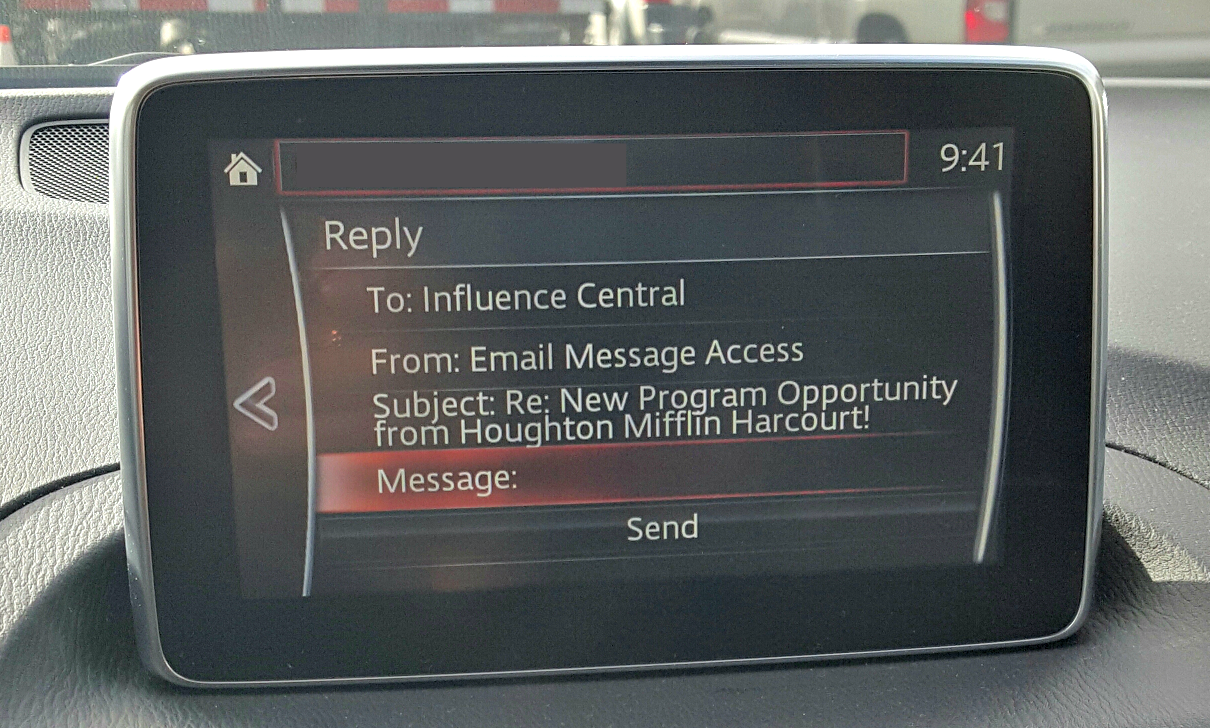 9:41
Reply
To: Influence Central
From: Email Message Access
Subject: Re: New Program Opportunity
from Houghton Mifflin Harcourt!
Message:
Send